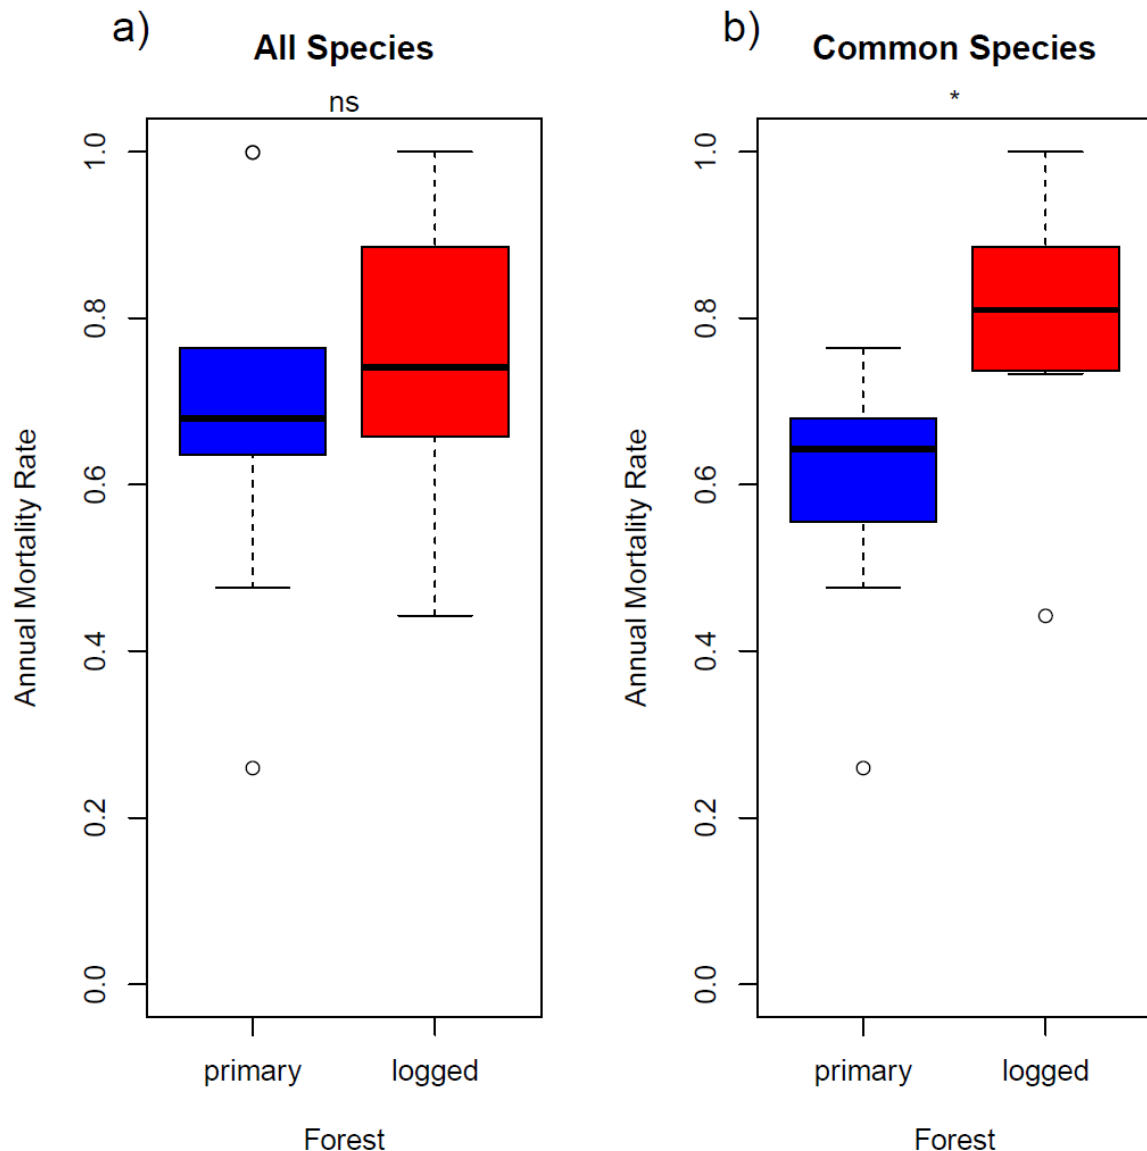 a)
All Species
ns
Annual Mortality Rate
1.0
0.8
0.6
0.4
0.2
0.0
primary logged
Forest
b)
Common Species
*
Annual Mortality Rate
1.0
0.8
0.6
0.4
0.2
0.0
primary logged
Forest